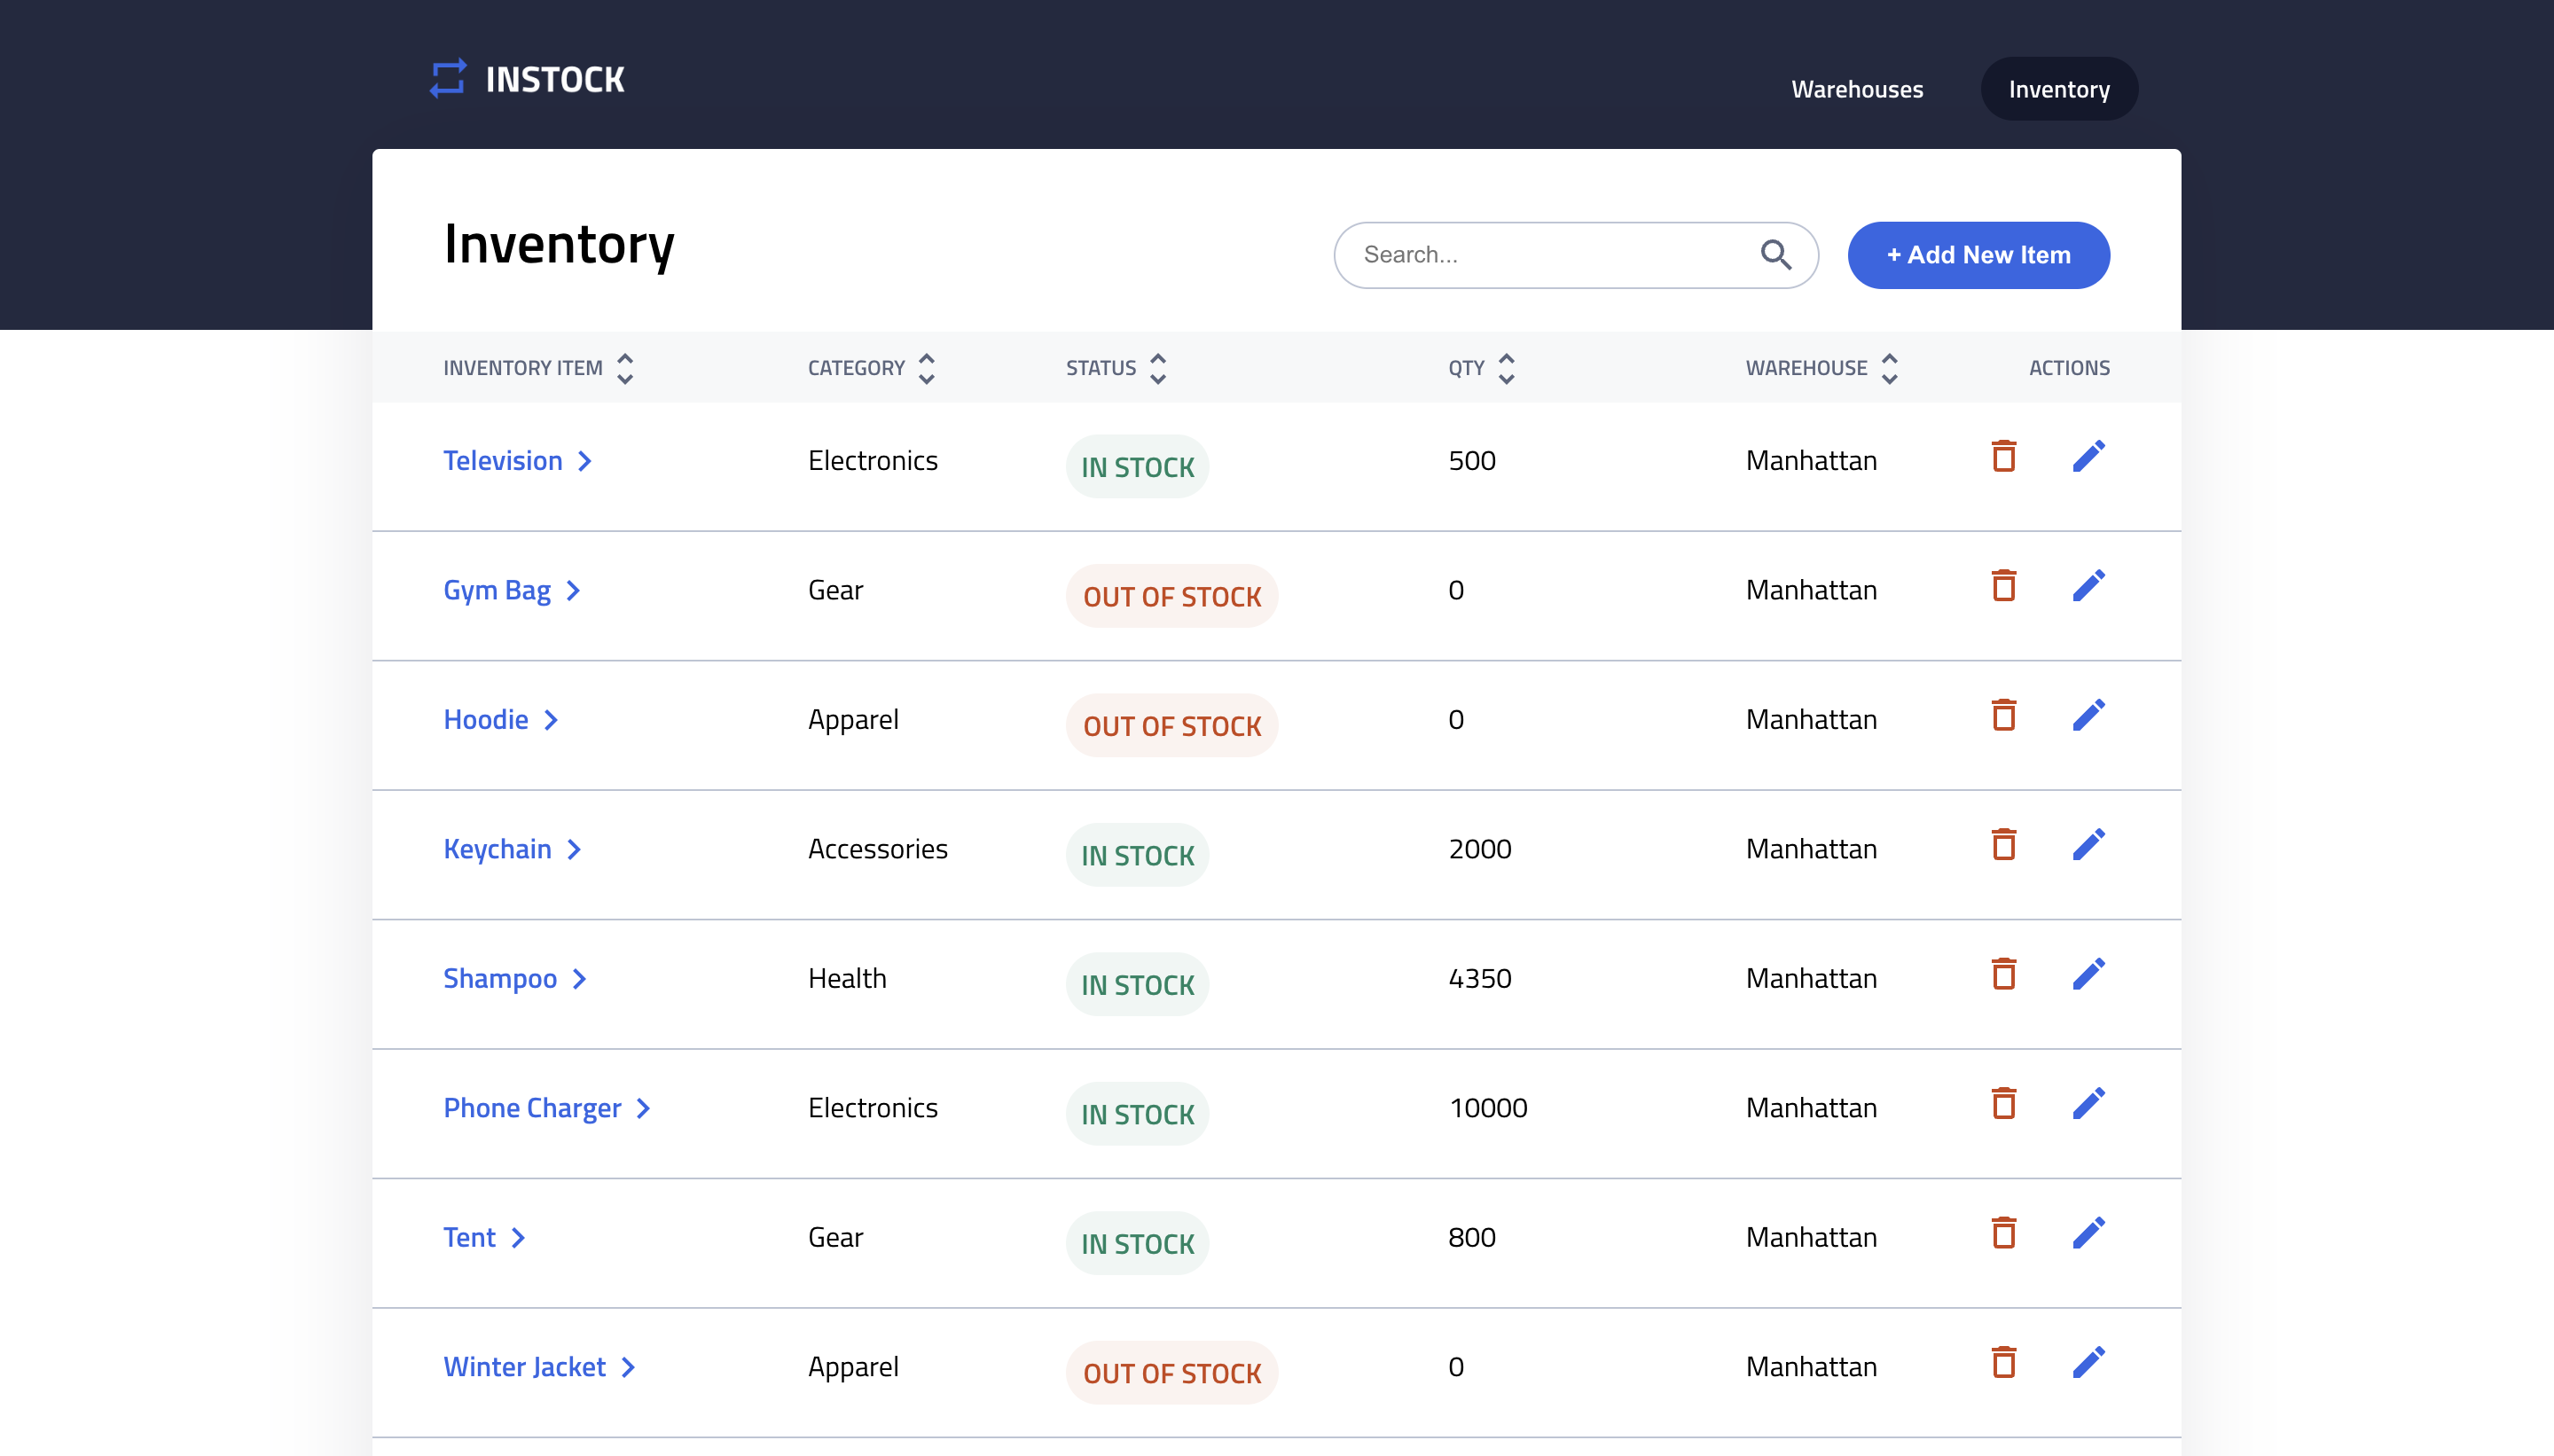 INSTOCK
Warehouses Inventory
Inventory
Search...
+ Add New Item
INVENTORY ITEM CATEGORY STATUS QTY WAREHOUSE ACTIONS
Television Electronics IN STOCK 500 Manhattan
Gym Bag Gear OUT OF STOCK 0 Manhattan
Hoodie Apparel OUT OF STOCK 0 Manhattan
Keychain Accessories IN STOCK 2000 Manhattan
Shampoo Health IN STOCK 4350 Manhattan
Phone Charger Electronics IN STOCK 10000 Manhattan
Tent Gear IN STOCK 800 Manhattan
Winter Jacket Apparel OUT OF STOCK 0 Manhattan